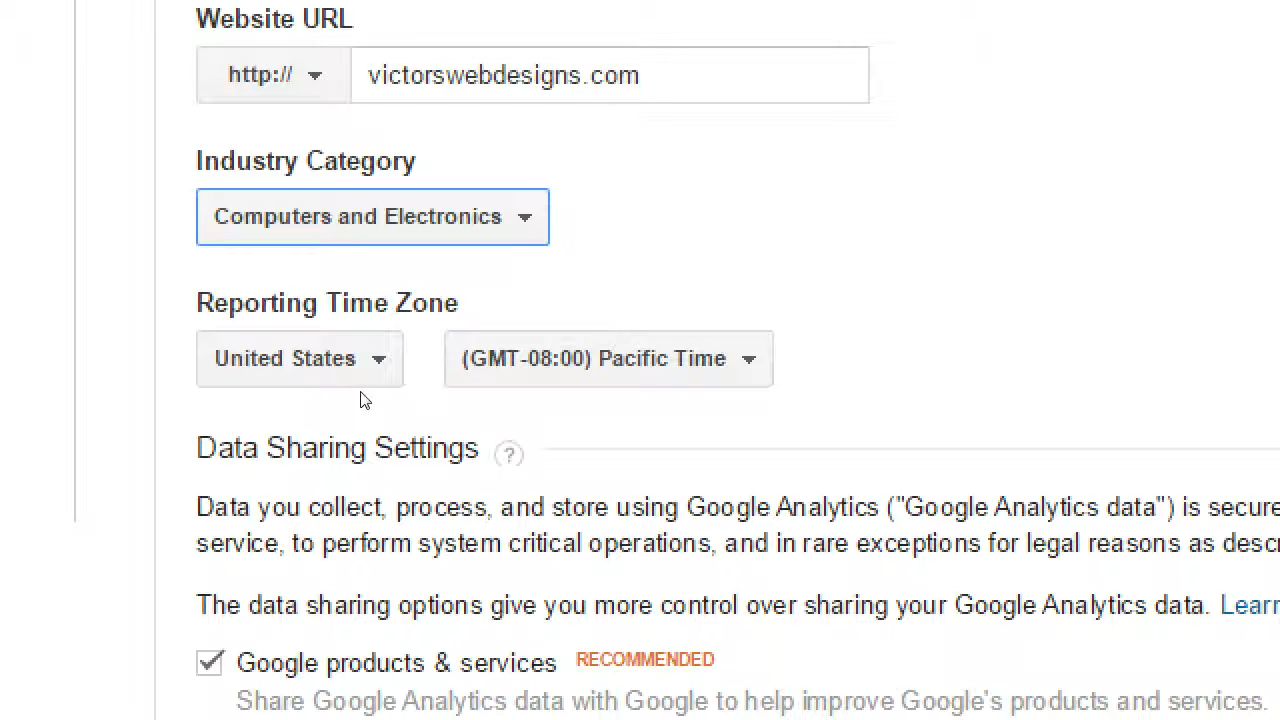 Website URL
http:// victorswebdesigns.com
Industry Category
Computers and Electronics
Reporting Time Zone
United States (GMT-08:00) Pacific Time
Data Sharing Settings ?
Data you collect, process, and store using Google Analytics ("Google Analytics data") is secure
service, to perform system critical operations, and in rare exceptions for legal reasons as descr
The data sharing options give you more control over sharing your Google Analytics data. Learn
Google products & services RECOMMENDED
Share Google Analytics data with Google to help improve Google's products and services.